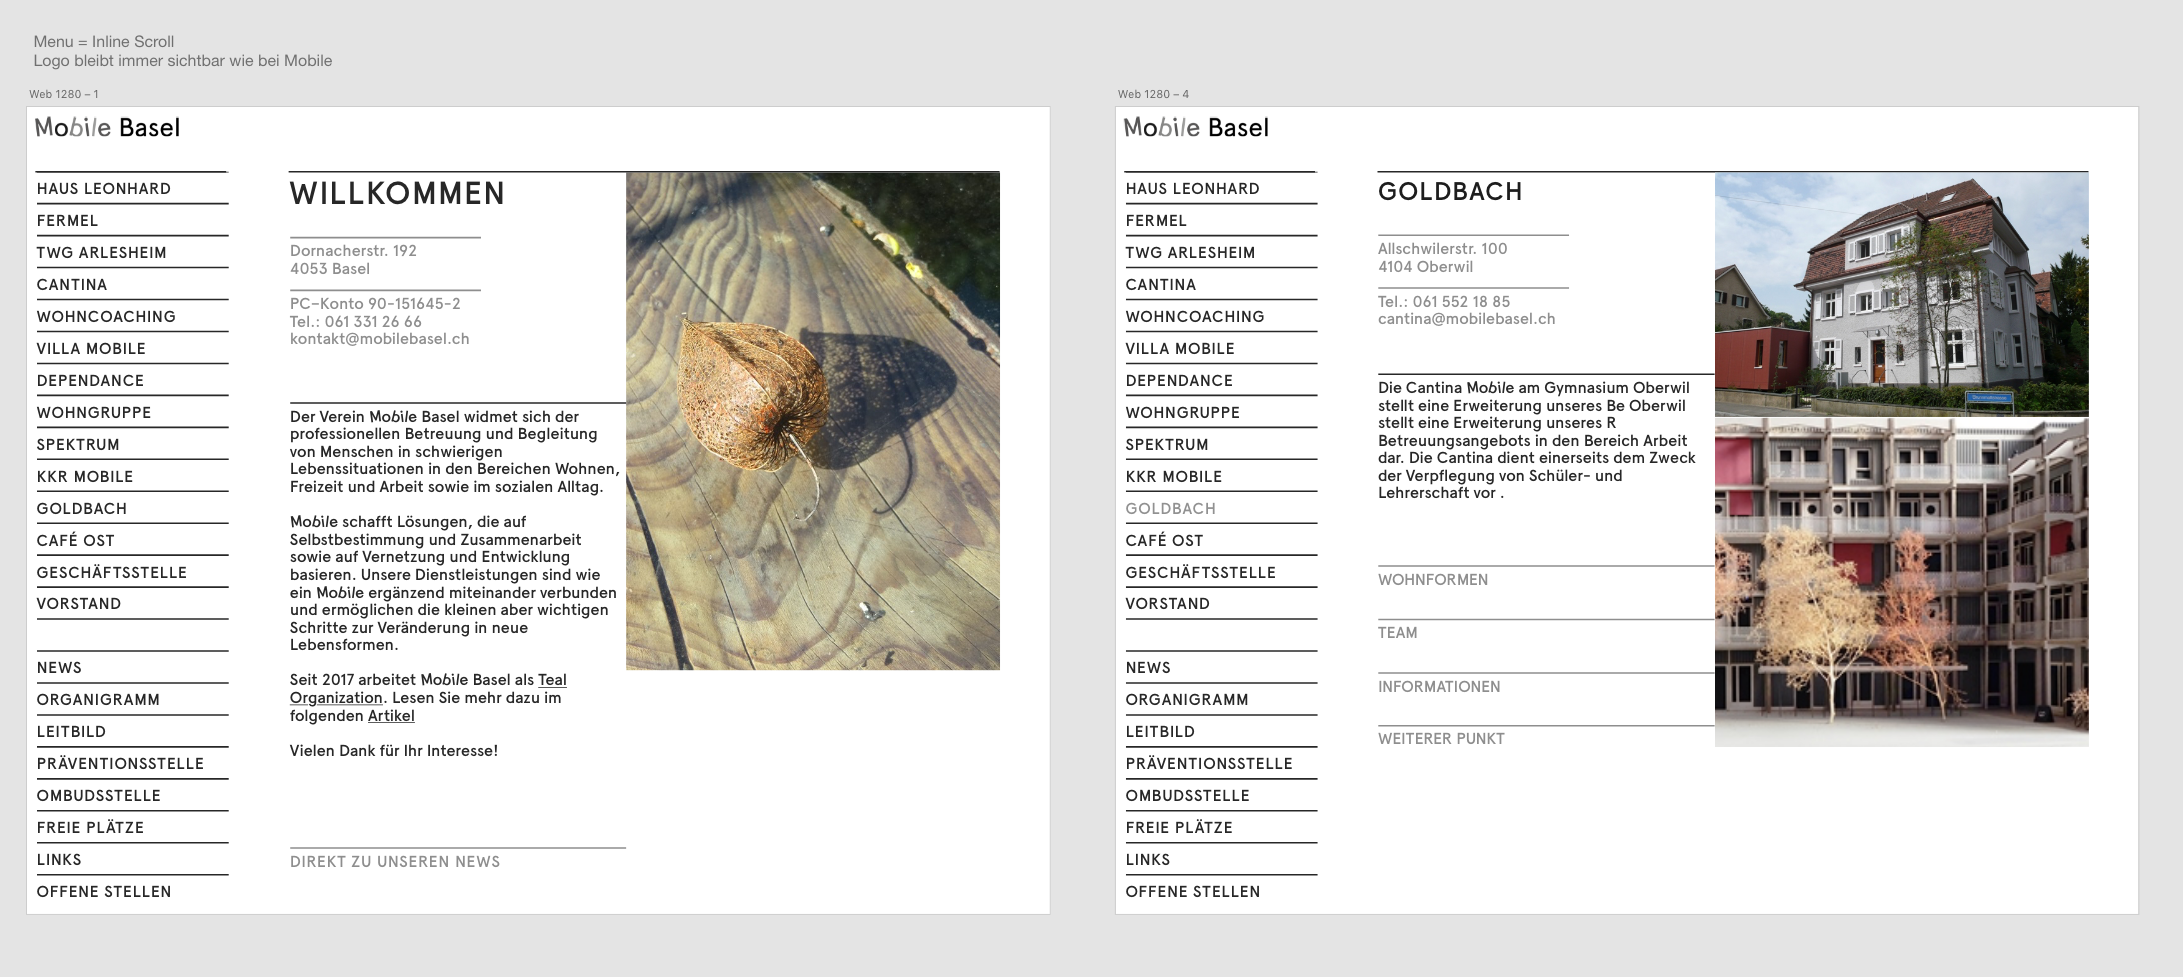 Menu = Inline Scroll
Logo bleibt immer sichtbar wie bei Mobile
Web 1280 – 1
Mobile Basel
HAUS LEONHARD
FERMEL
TWG ARLESHEIM
CANTINA
WOHNCOACHING
VILLA MOBILE
DEPENDANCE
WOHNGRUPPE
SPEKTRUM
KKR MOBILE
GOLDBACH
CAFÉ OST
GESCHÄFTSSTELLE
VORSTAND
NEWS
ORGANIGRAMM
LEITBILD
PRÄVENTIONSSTELLE
OMBUDSSTELLE
FREIE PLÄTZE
LINKS
OFFENE STELLEN
WILLKOMMEN
Dornacherstr. 192
4053 Basel
PC–Konto 90-151645-2
Tel.: 061 331 26 66
kontakt@mobilebasel.ch
Der Verein Mobile Basel widmet sich der
professionellen Betreuung und Begleitung
von Menschen in schwierigen
Lebenssituationen in den Bereichen Wohnen,
Freizeit und Arbeit sowie im sozialen Alltag.
Mobile schafft Lösungen, die auf
Selbstbestimmung und Zusammenarbeit
sowie auf Vernetzung und Entwicklung
basieren. Unsere Dienstleistungen sind wie
ein Mobile ergänzend miteinander verbunden
und ermöglichen die kleinen aber wichtigen
Schritte zur Veränderung in neue
Lebensformen.
Seit 2017 arbeitet Mobile Basel als Teal
Organization. Lesen Sie mehr dazu im
folgenden Artikel
Vielen Dank für Ihr Interesse!
DIREKT ZU UNSEREN NEWS
Web 1280 – 4
Mobile Basel
HAUS LEONHARD
FERMEL
TWG ARLESHEIM
CANTINA
WOHNCOACHING
VILLA MOBILE
DEPENDANCE
WOHNGRUPPE
SPEKTRUM
KKR MOBILE
GOLDBACH
CAFÉ OST
GESCHÄFTSSTELLE
VORSTAND
NEWS
ORGANIGRAMM
LEITBILD
PRÄVENTIONSSTELLE
OMBUDSSTELLE
FREIE PLÄTZE
LINKS
OFFENE STELLEN
GOLDBACH
Allschwilerstr. 100
4104 Oberwil
Tel.: 061 552 18 85
cantina@mobilebasel.ch
Die Cantina Mobile am Gymnasium Oberwil
stellt eine Erweiterung unseres Be Oberwil
stellt eine Erweiterung unseres R
Betreuungsangebots in den Bereich Arbeit
dar. Die Cantina dient einerseits dem Zweck
der Verpflegung von Schüler- und
Lehrerschaft vor .
WOHNFORMEN
TEAM
INFORMATIONEN
WEITERER PUNKT